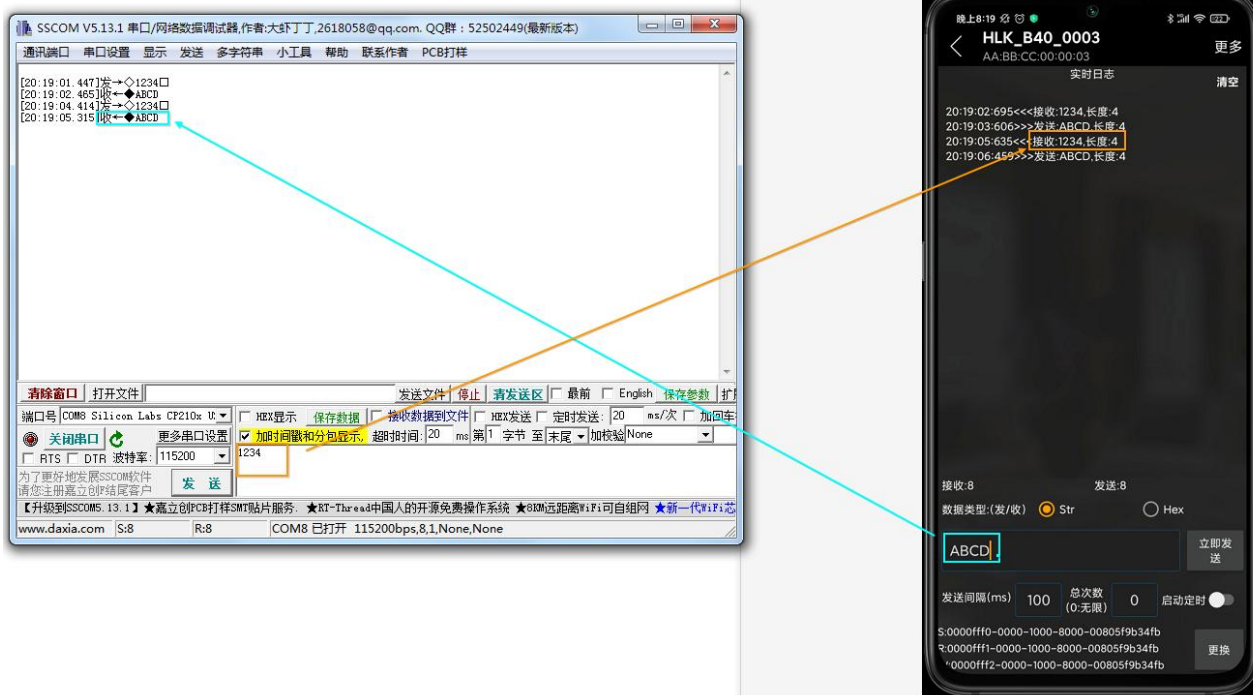 SSCOM V5.13.1 串口/网络数据调试器,作者:大虾丁丁,2618058@qq.com. QQ群：52502449(最新版本)
通讯端口 串口设置 显示 发送 多字符串 小工具 帮助 联系作者 PCB打样
[20:19:01.447]发→◇1234□
[20:19:02.465]收←◆ABCD
[20:19:04.414]发→◇1234□
[20:19:05.315]收←◆ABCD
清除窗口 打开文件 发送文件 停止 清发送区 最前 English 保存参数
端口号 COM8 Silicon Labs CP210x U: HEX显示 保存数据 接收数据到文件 HEX发送 定时发送: 20 ms/次 加回车
关闭串口 更多串口设置 加时间戳和分包显示, 超时时间: 20 ms 第 1 字节 至 末尾 加校验 None
RTS DTR 波特率: 115200
1234
为了更好地发展SSCOM软件
请您注册嘉立创F结尾客户
发 送
【升级到SSCOM5.13.1】★嘉立创PCB打样SMT贴片服务. ★RT-Thread中国人的开源免费操作系统 ★8KM远距离WiFi可自组网 ★新一代WiFi芯
www.daxia.com S:8 R:8 COM8 已打开 115200bps,8,1,None,None
晚上8:19
HLK_B40_0003
AA:BB:CC:00:00:03
更多
实时日志
清空
20:19:02:695<<<接收:1234,长度:4
20:19:03:606>>>发送:ABCD,长度:4
20:19:05:635<<<接收:1234,长度:4
20:19:06:459>>>发送:ABCD,长度:4
接收:8 发送:8
数据类型:(发/收) Str Hex
ABCD
立即发
送
发送间隔(ms) 100 总次数
(0:无限) 0 启动定时
S:0000fff0-0000-1000-8000-00805f9b34fb
R:0000fff1-0000-1000-8000-00805f9b34fb
:0000fff2-0000-1000-8000-00805f9b34fb
更换